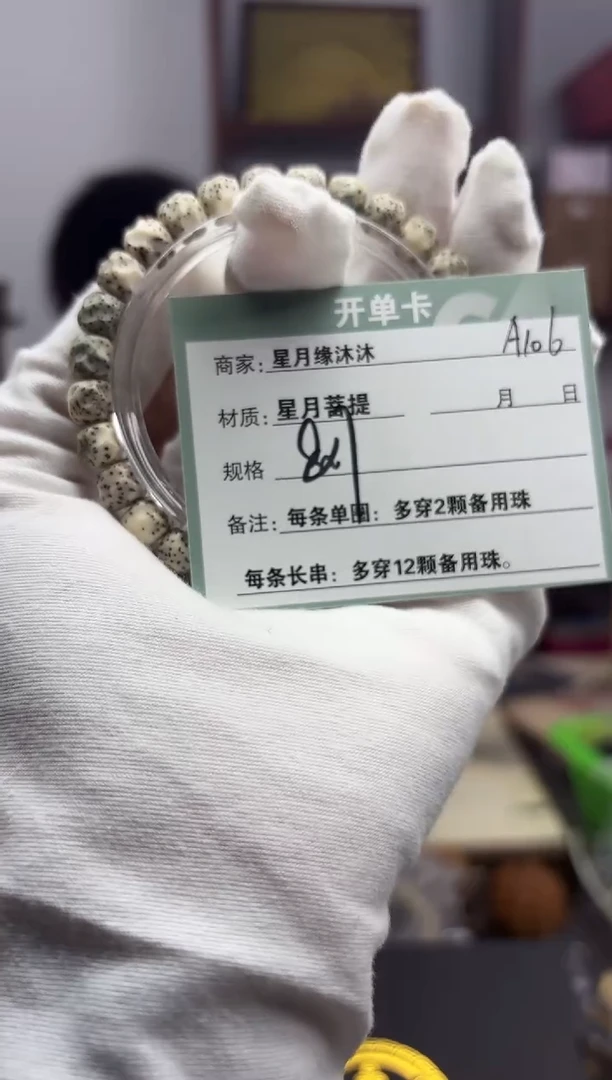 开单卡
A106
商家：星月缘沐沐
材质：星月菩提 月 日
规格
备注：每条单圈：多穿2颗备用珠
每条长串：多穿12颗备用珠。